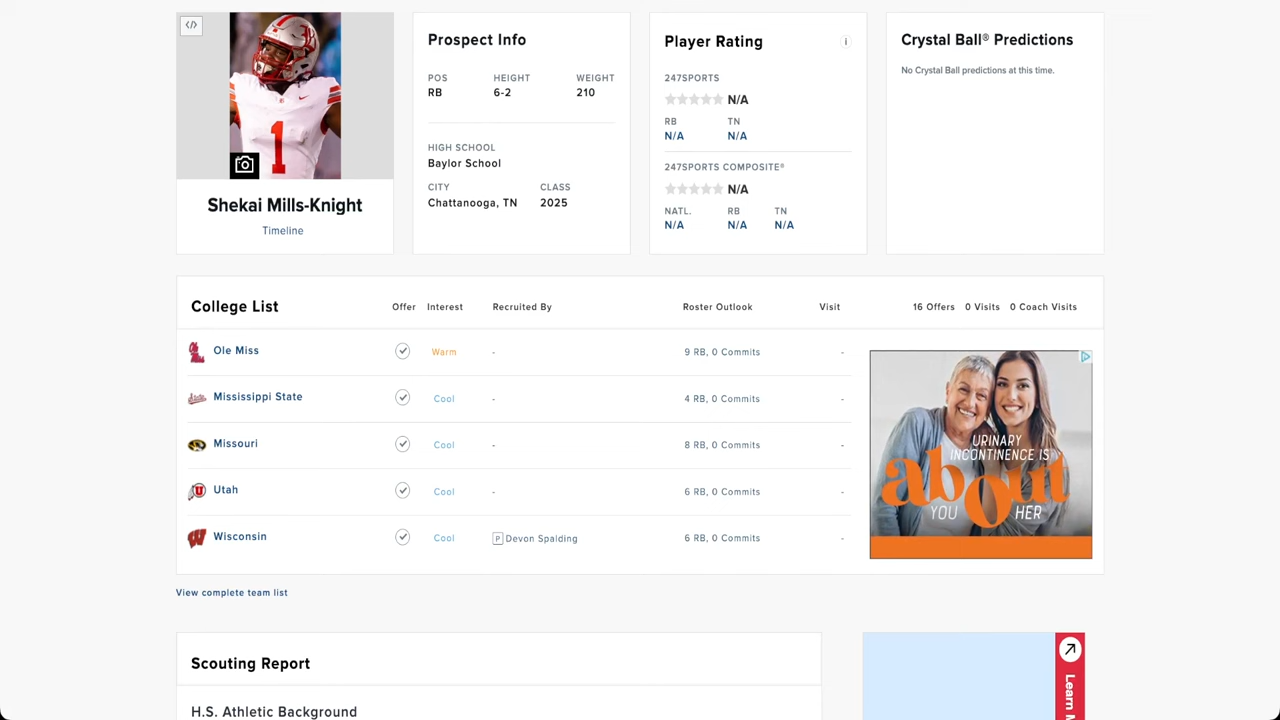 </>
Shekai Mills-Knight
Timeline
Prospect Info
POS HEIGHT WEIGHT
RB 6-2 210
HIGH SCHOOL
Baylor School
CITY CLASS
Chattanooga, TN 2025
Player Rating i
247SPORTS
N/A
RB TN
N/A N/A
247SPORTS COMPOSITE®
N/A
NATL. RB TN
N/A N/A N/A
Crystal Ball® Predictions
No Crystal Ball predictions at this time.
College List Offer Interest Recruited By Roster Outlook Visit 16 Offers 0 Visits 0 Coach Visits
Ole Miss Warm - 9 RB, 0 Commits -
Mississippi State Cool - 4 RB, 0 Commits -
Missouri Cool - 8 RB, 0 Commits -
Utah Cool - 6 RB, 0 Commits -
Wisconsin Cool P Devon Spalding 6 RB, 0 Commits -
URINARY
INCONTINENCE IS
about
YOU HER
View complete team list
Scouting Report
H.S. Athletic Background
Learn M
1